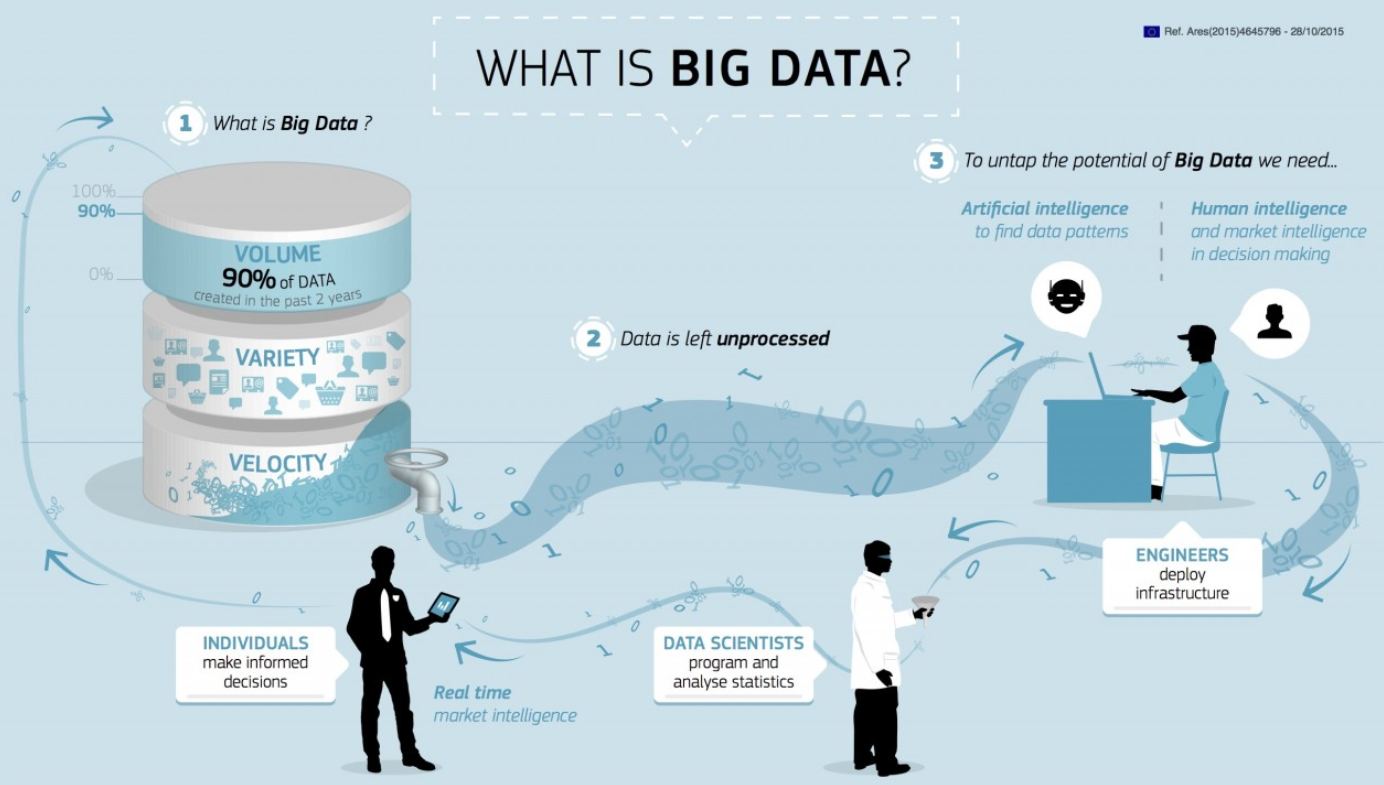 WHAT IS BIG DATA?
Ref. Ares(2015)4645796 - 28/10/2015
1 What is Big Data ?
100%
90%
0%
VOLUME
90% of DATA
created in the past 2 years
VARIETY
VELOCITY
2 Data is left unprocessed
3 To untap the potential of Big Data we need...
Artificial intelligence
to find data patterns
Human intelligence
and market intelligence
in decision making
ENGINEERS
deploy
infrastructure
DATA SCIENTISTS
program and
analyse statistics
Real time
market intelligence
INDIVIDUALS
make informed
decisions